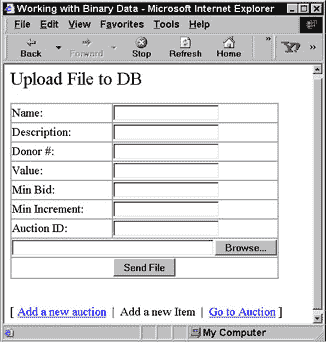 Working with Binary Data - Microsoft Internet Explorer
File Edit View Favorites Tools Help
Back Forward Stop Refresh Home » Y! »
Upload File to DB
Name:
Description:
Donor #:
Value:
Min Bid:
Min Increment:
Auction ID:
Browse...
Send File
[ Add a new auction | Add a new Item | Go to Auction ]
My Computer